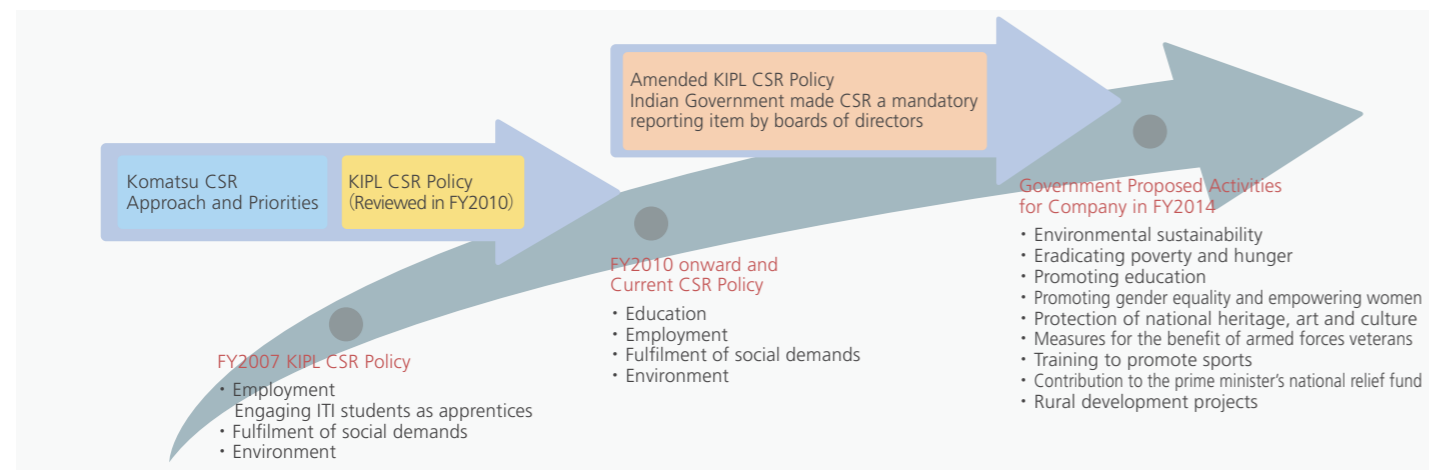 Amended KIPL CSR Policy
Indian Government made CSR a mandatory
reporting item by boards of directors
Komatsu CSR
Approach and Priorities
KIPL CSR Policy
(Reviewed in FY2010)
Government Proposed Activities
for Company in FY2014
・Environmental sustainability
・Eradicating poverty and hunger
・Promoting education
・Promoting gender equality and empowering women
・Protection of national heritage, art and culture
・Measures for the benefit of armed forces veterans
・Training to promote sports
・Contribution to the prime minister's national relief fund
・Rural development projects
FY2010 onward and
Current CSR Policy
・Education
・Employment
・Fulfilment of social demands
・Environment
FY2007 KIPL CSR Policy
・Employment
Engaging ITI students as apprentices
・Fulfilment of social demands
・Environment